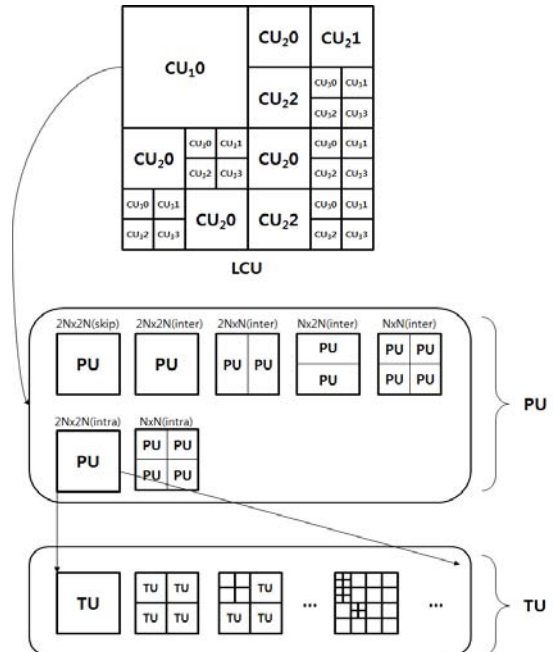 CU₂0 CU₂1
CU₁0
CU₃0 CU₃1
CU₂2
CU₃2 CU₃3
CU₃0 CU₃1 CU₃0 CU₃1
CU₂0 CU₂0
CU₃2 CU₃3 CU₃2 CU₃3
CU₃0 CU₃1 CU₃0 CU₃1
CU₂0 CU₂2
CU₃2 CU₃3 CU₃2 CU₃3
LCU
2Nx2N(skip) 2Nx2N(inter) 2NxN(inter) Nx2N(inter) NxN(inter)
PU PU PU PU PU PU PU
PU PU PU
PU
2Nx2N(intra) NxN(intra)
PU PU PU
PU PU
TU TU TU TU
TU TU TU TU
... ...
TU